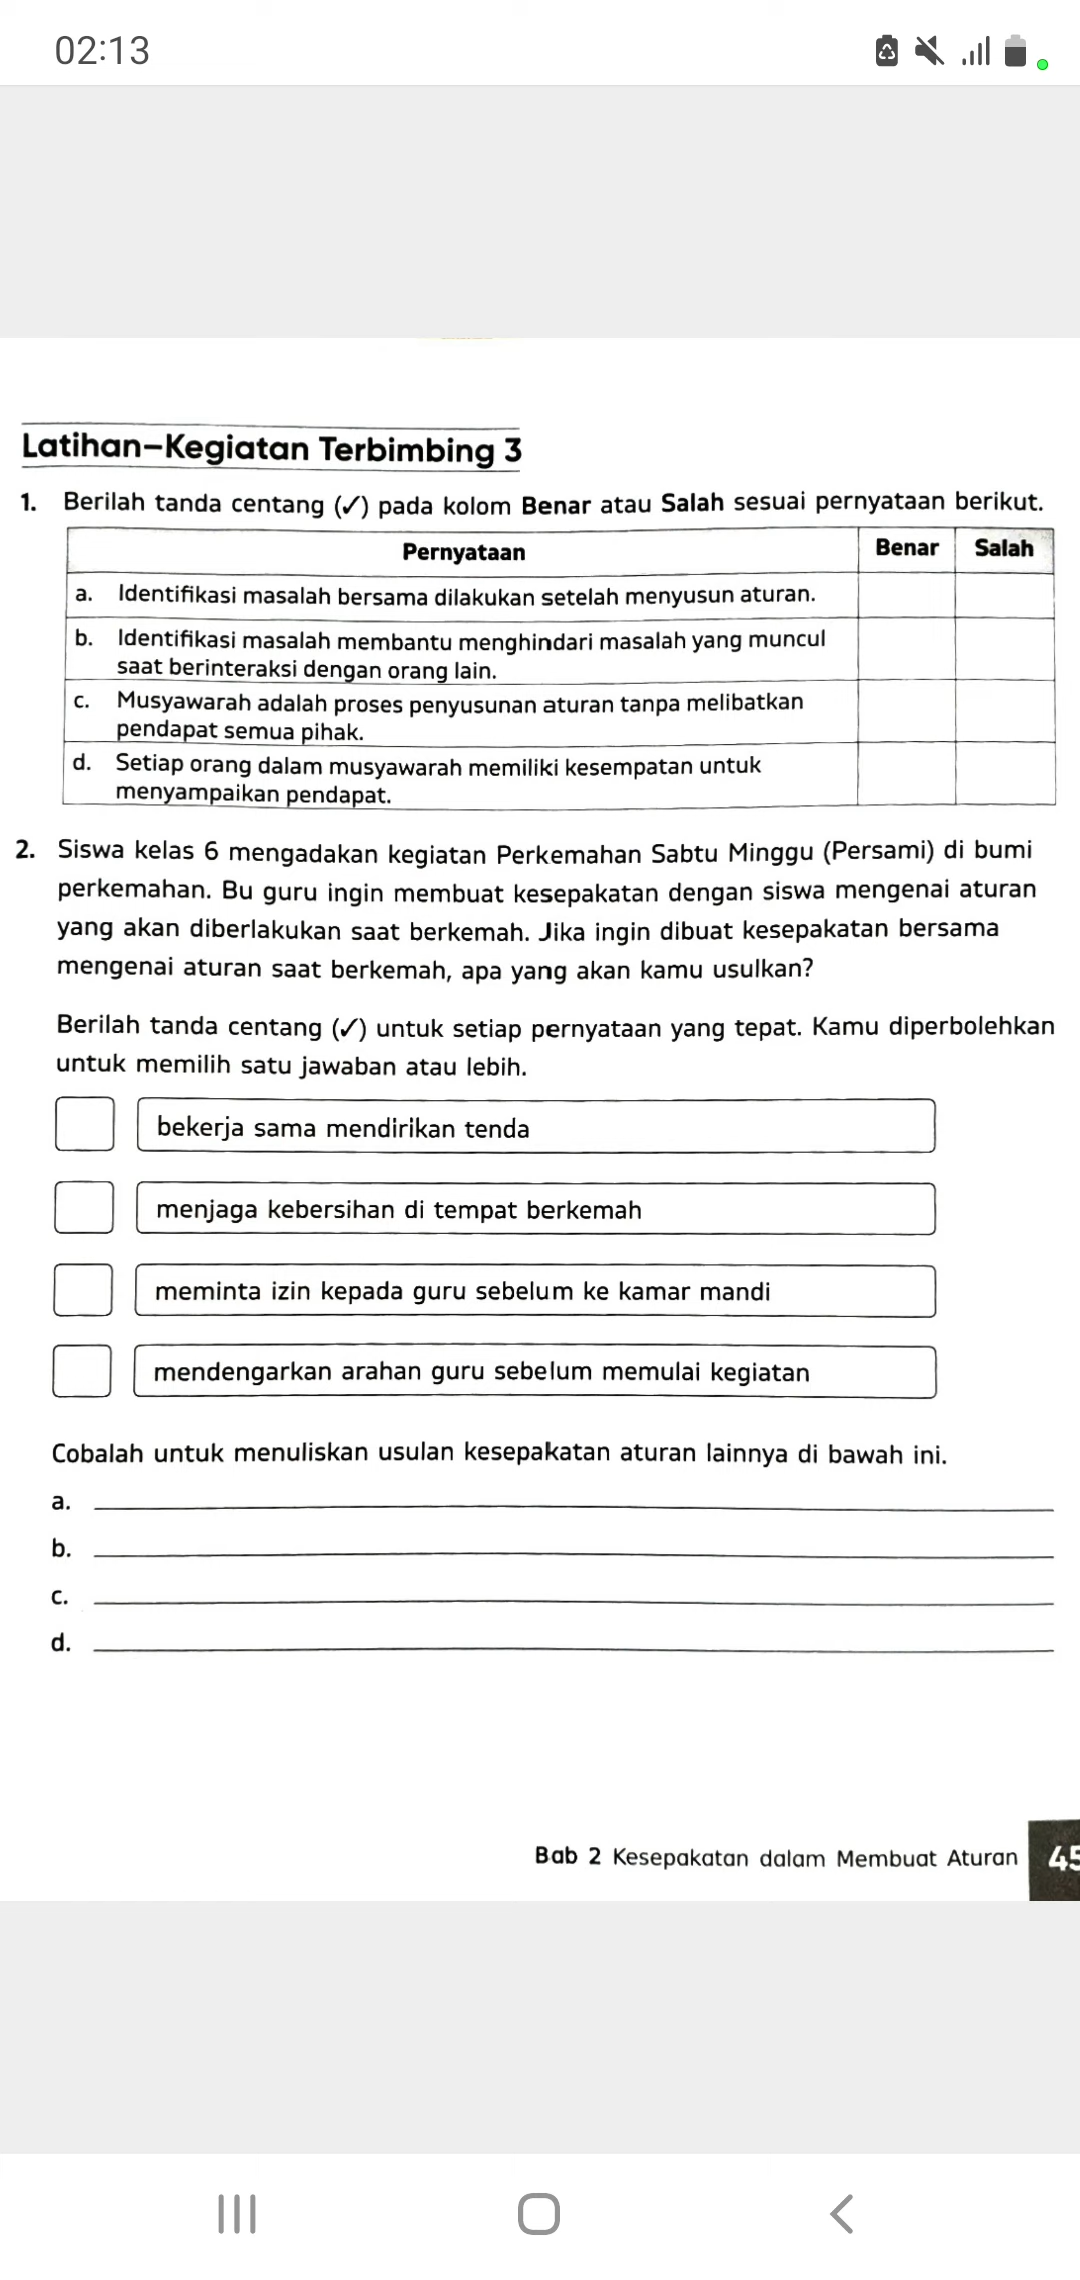 02:13
Latihan–Kegiatan Terbimbing 3
1. Berilah tanda centang (✓) pada kolom Benar atau Salah sesuai pernyataan berikut.
Pernyataan Benar Salah
a. Identifikasi masalah bersama dilakukan setelah menyusun aturan.
b. Identifikasi masalah membantu menghindari masalah yang muncul
saat berinteraksi dengan orang lain.
c. Musyawarah adalah proses penyusunan aturan tanpa melibatkan
pendapat semua pihak.
d. Setiap orang dalam musyawarah memiliki kesempatan untuk
menyampaikan pendapat.
2. Siswa kelas 6 mengadakan kegiatan Perkemahan Sabtu Minggu (Persami) di bumi
perkemahan. Bu guru ingin membuat kesepakatan dengan siswa mengenai aturan
yang akan diberlakukan saat berkemah. Jika ingin dibuat kesepakatan bersama
mengenai aturan saat berkemah, apa yang akan kamu usulkan?
Berilah tanda centang (✓) untuk setiap pernyataan yang tepat. Kamu diperbolehkan
untuk memilih satu jawaban atau lebih.
bekerja sama mendirikan tenda
menjaga kebersihan di tempat berkemah
meminta izin kepada guru sebelum ke kamar mandi
mendengarkan arahan guru sebelum memulai kegiatan
Cobalah untuk menuliskan usulan kesepakatan aturan lainnya di bawah ini.
a.
b.
c.
d.
Bab 2 Kesepakatan dalam Membuat Aturan 45